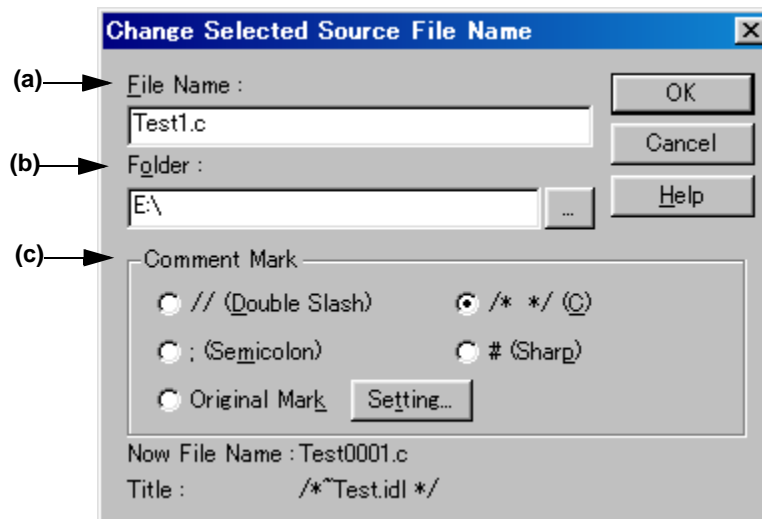 Change Selected Source File Name
(a) File Name :
OK
Test1.c
Cancel
(b) Folder :
E:\ ...
Help
(c) Comment Mark
// (Double Slash) /* */ (C)
; (Semicolon) # (Sharp)
Original Mark Setting...
Now File Name : Test0001.c
Title : /*~Test.idl */